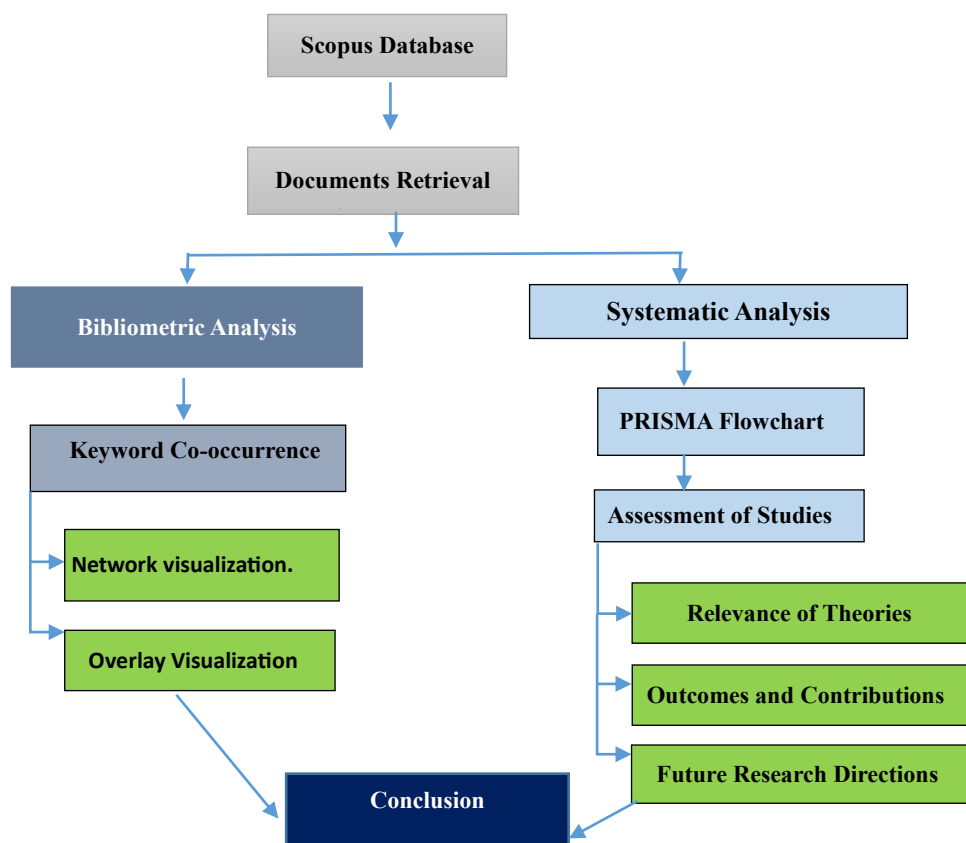 Scopus Database
Documents Retrieval
Bibliometric Analysis
Systematic Analysis
Keyword Co-occurrence
PRISMA Flowchart
Network visualization.
Assessment of Studies
Overlay Visualization
Relevance of Theories
Outcomes and Contributions
Future Research Directions
Conclusion